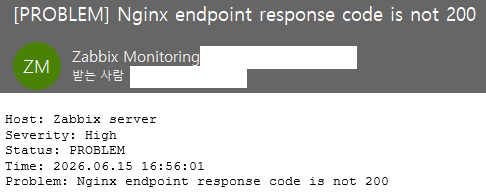 [PROBLEM] Nginx endpoint response code is not 200
ZM
Zabbix Monitoring
받는 사람
Host: Zabbix server
Severity: High
Status: PROBLEM
Time: 2026.06.15 16:56:01
Problem: Nginx endpoint response code is not 200